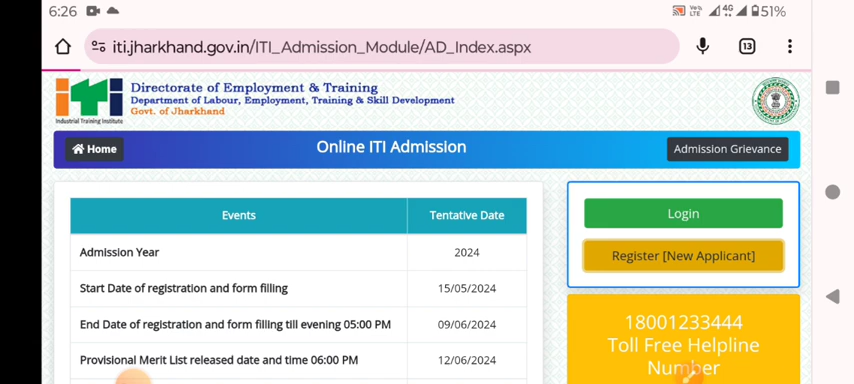 6:26
4G
51%
iti.jharkhand.gov.in/ITI_Admission_Module/AD_Index.aspx
13
Directorate of Employment & Training
Department of Labour, Employment, Training & Skill Development
Govt. of Jharkhand
Industrial Training Institute
Home
Online ITI Admission
Admission Grievance
Events Tentative Date
Admission Year 2024
Start Date of registration and form filling 15/05/2024
End Date of registration and form filling till evening 05:00 PM 09/06/2024
Provisional Merit List released date and time 06:00 PM 12/06/2024
Login
Register [New Applicant]
18001233444
Toll Free Helpline
Number